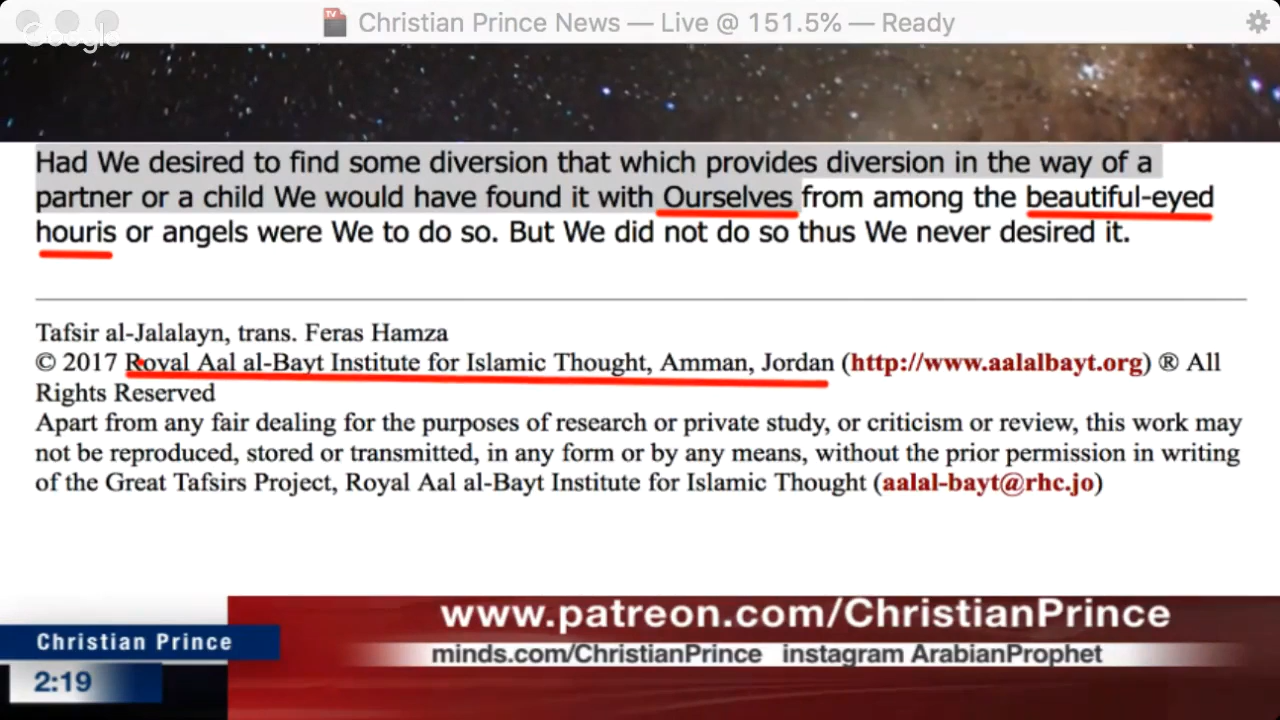 Christian Prince News — Live @ 151.5% — Ready
Google
Had We desired to find some diversion that which provides diversion in the way of a
partner or a child We would have found it with Ourselves from among the beautiful-eyed
houris or angels were We to do so. But We did not do so thus We never desired it.
Tafsir al-Jalalayn, trans. Feras Hamza
© 2017 Royal Aal al-Bayt Institute for Islamic Thought, Amman, Jordan (http://www.aalalbayt.org) ® All
Rights Reserved
Apart from any fair dealing for the purposes of research or private study, or criticism or review, this work may
not be reproduced, stored or transmitted, in any form or by any means, without the prior permission in writing
of the Great Tafsirs Project, Royal Aal al-Bayt Institute for Islamic Thought (aalal-bayt@rhc.jo)
www.patreon.com/ChristianPrince
Christian Prince
minds.com/ChristianPrince instagram ArabianProphet
2:19